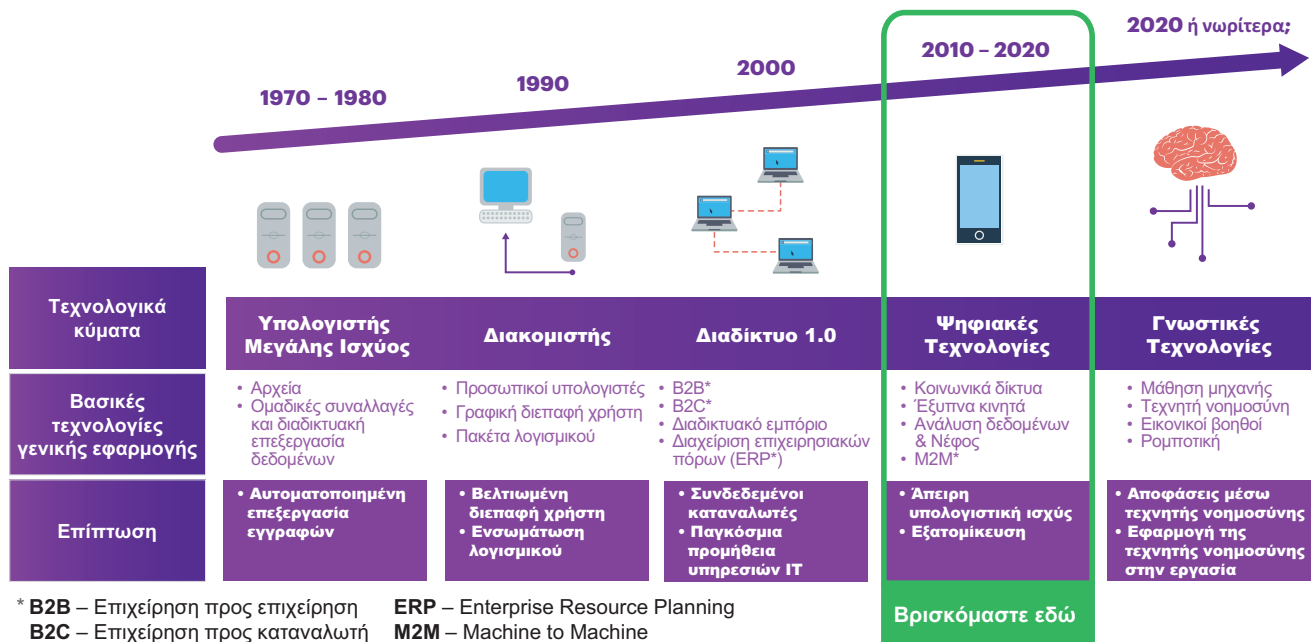 1970 – 1980
1990
2000
2010 – 2020
2020 ή νωρίτερα;
Τεχνολογικά
κύματα
Υπολογιστής
Μεγάλης Ισχύος
Διακομιστής
Διαδίκτυο 1.0
Ψηφιακές
Τεχνολογίες
Γνωστικές
Τεχνολογίες
Βασικές
τεχνολογίες
γενικής εφαρμογής
• Αρχεία
• Ομαδικές συναλλαγές
και διαδικτυακή
επεξεργασία
δεδομένων
• Προσωπικοί υπολογιστές
• Γραφική διεπαφή χρήστη
• Πακέτα λογισμικού
• B2B*
• B2C*
• Διαδικτυακό εμπόριο
• Διαχείριση επιχειρησιακών
πόρων (ERP*)
• Κοινωνικά δίκτυα
• Έξυπνα κινητά
• Ανάλυση δεδομένων
& Νέφος
• M2M*
• Μάθηση μηχανής
• Τεχνητή νοημοσύνη
• Εικονικοί βοηθοί
• Ρομποτική
Επίπτωση
• Αυτοματοποιημένη
επεξεργασία
εγγραφών
• Βελτιωμένη
διεπαφή χρήστη
• Ενσωμάτωση
λογισμικού
• Συνδεδεμένοι
καταναλωτές
• Παγκόσμια
προμήθεια
υπηρεσιών IT
• Άπειρη
υπολογιστική ισχύς
• Εξατομίκευση
• Αποφάσεις μέσω
τεχνητής νοημοσύνης
• Εφαρμογή της
τεχνητής νοημοσύνης
στην εργασία
Βρισκόμαστε εδώ
* B2B – Επιχείρηση προς επιχείρηση
B2C – Επιχείρηση προς καταναλωτή
ERP – Enterprise Resource Planning
M2M – Machine to Machine